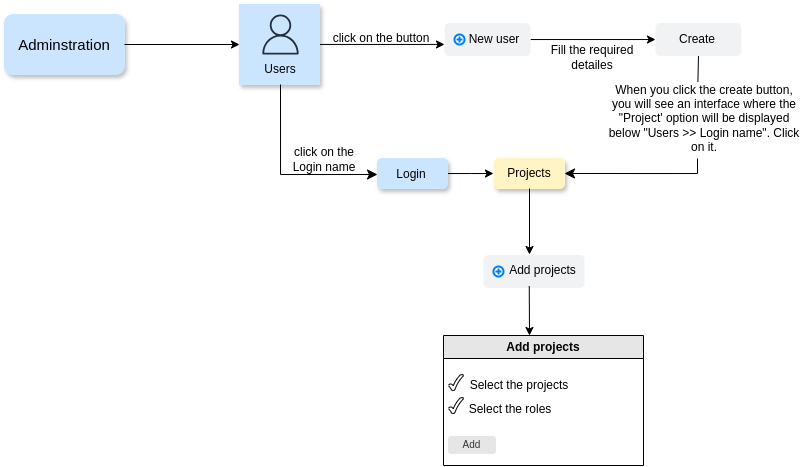 Adminstration
Users
click on the button
New user
Fill the required
detailes
Create
When you click the create button,
you will see an interface where the
"Project' option will be displayed
below "Users >> Login name". Click
on it.
click on the
Login name
Login
Projects
Add projects
Add projects
Select the projects
Select the roles
Add